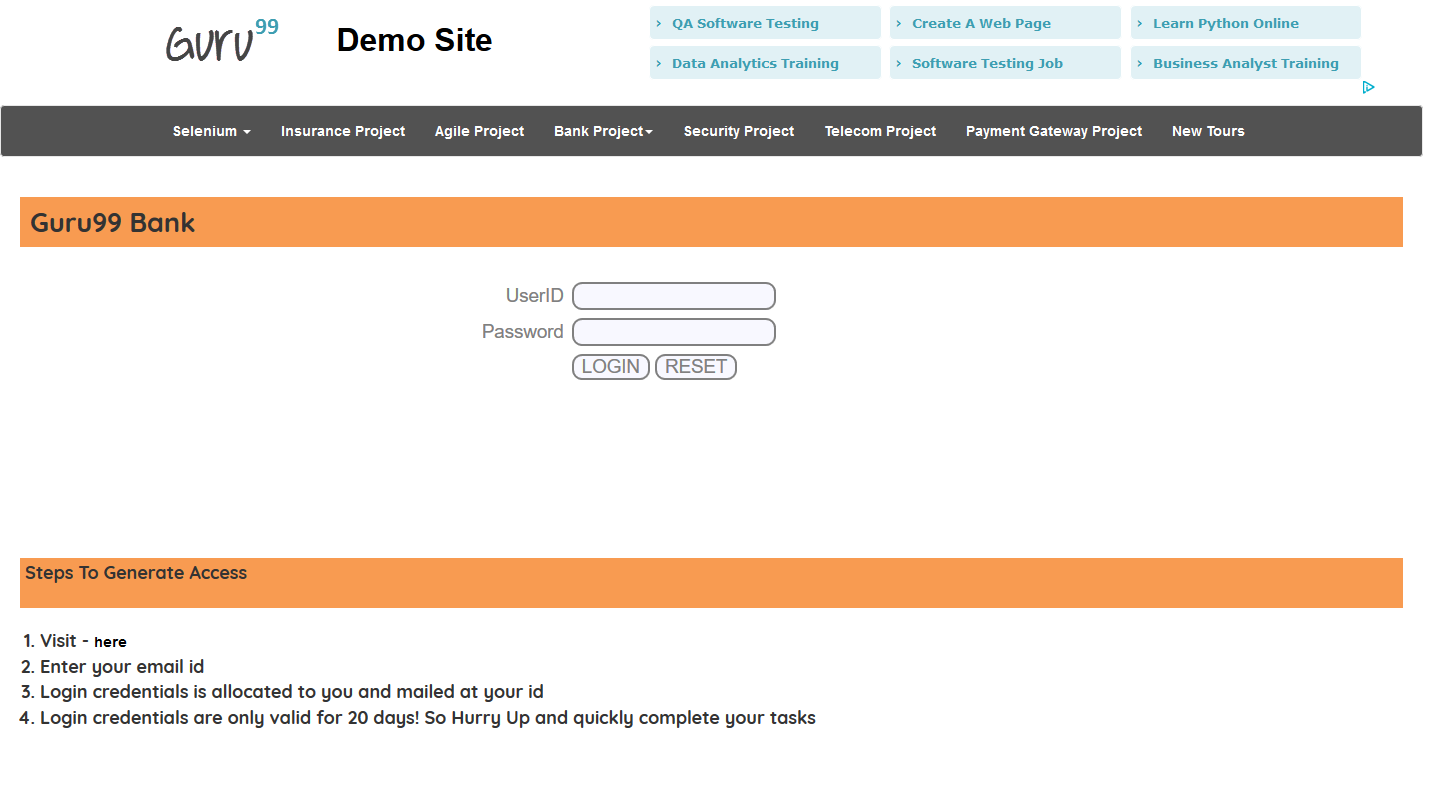 Guru99
Demo Site
› QA Software Testing
› Create A Web Page
› Learn Python Online
› Data Analytics Training
› Software Testing Job
› Business Analyst Training
Selenium Insurance Project Agile Project Bank Project Security Project Telecom Project Payment Gateway Project New Tours
Guru99 Bank
UserID
Password
LOGIN RESET
Steps To Generate Access
1. Visit - here
2. Enter your email id
3. Login credentials is allocated to you and mailed at your id
4. Login credentials are only valid for 20 days! So Hurry Up and quickly complete your tasks